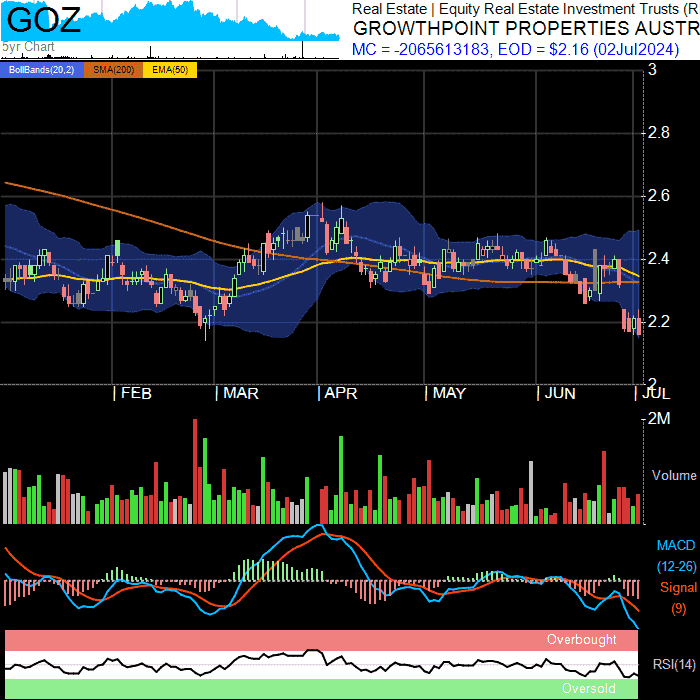 GOZ
5yr Chart
Real Estate | Equity Real Estate Investment Trusts (R
GROWTHPOINT PROPERTIES AUSTR
MC = -2065613183, EOD = $2.16 (02Jul2024)
BollBands(20,2) SMA(200) EMA(50)
3
2.8
2.6
2.4
2.2
2
FEB MAR APR MAY JUN JUL
2M
Volume
MACD
(12-26)
Signal
(9)
Overbought
RSI(14)
Oversold